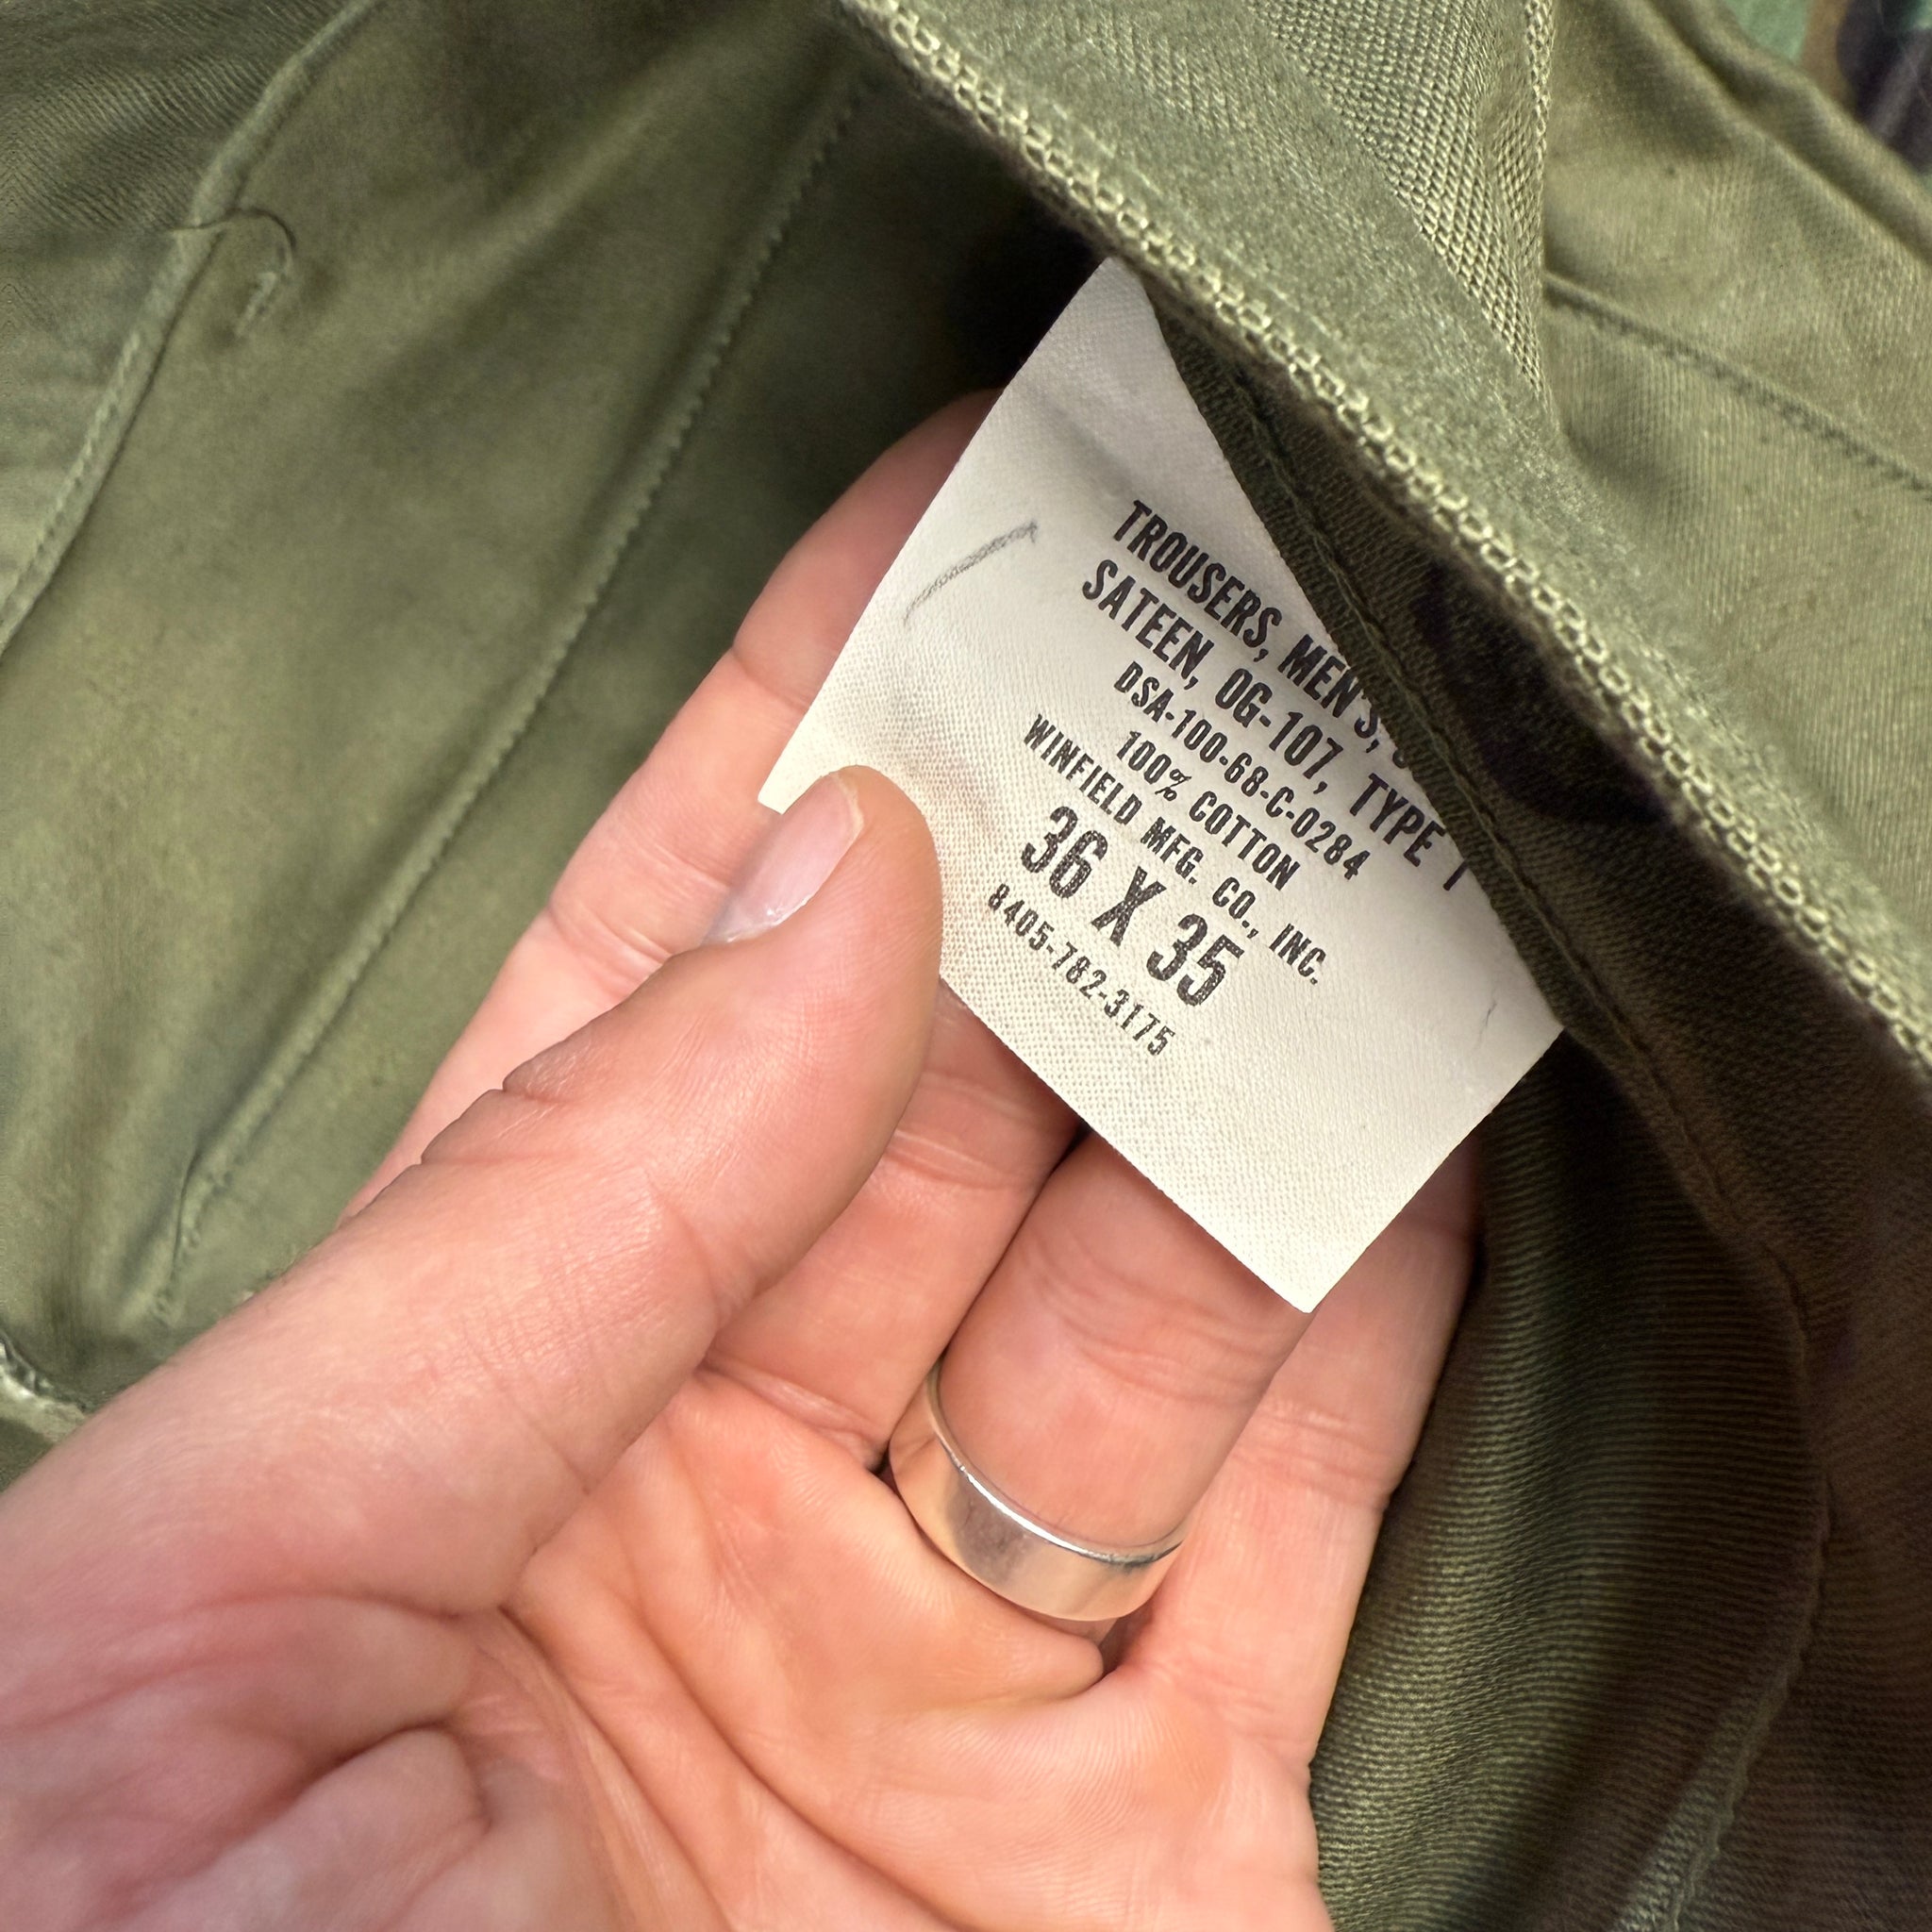 TROUSERS, MEN'S,
SATEEN, OG-107, TYPE I
DSA-100-68-C-0284
100% COTTON
WINFIELD MFG. CO., INC.
36 X 35
8405-782-3175